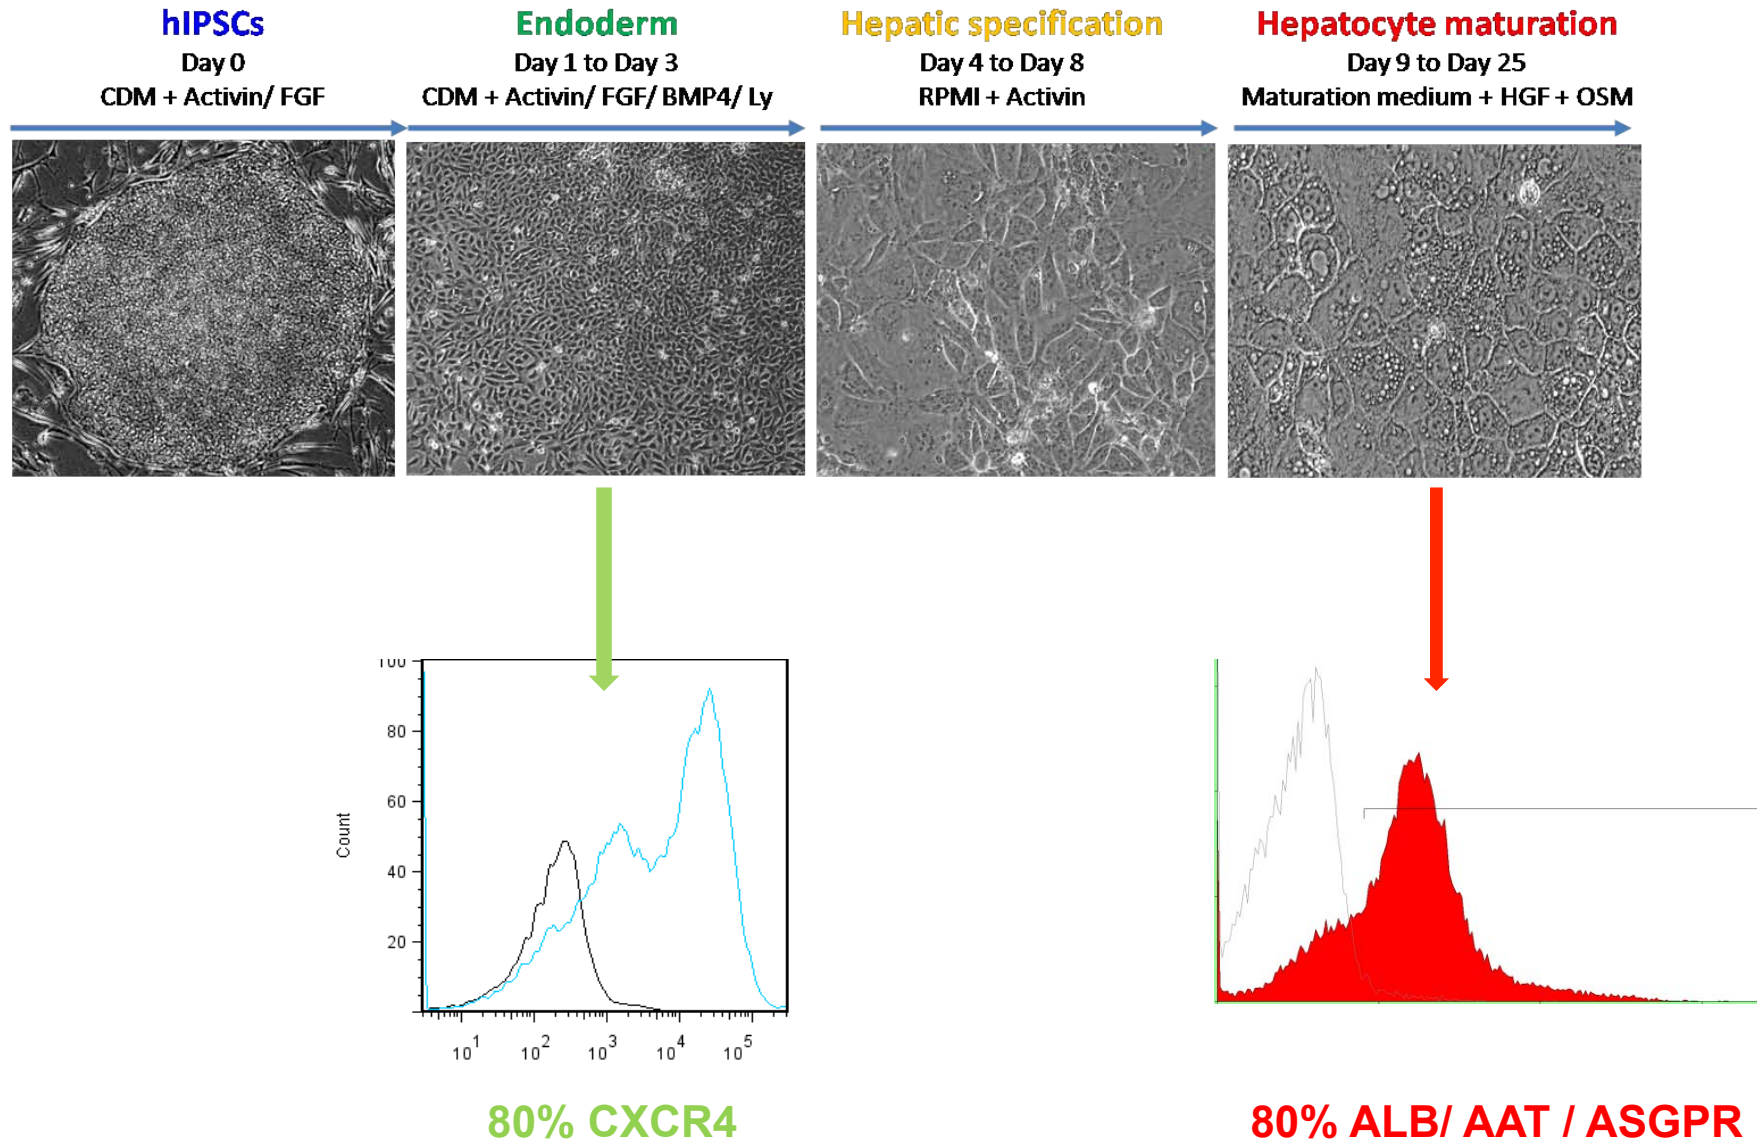 hIPSCs
Day 0
CDM + Activin/ FGF
Endoderm
Day 1 to Day 3
CDM + Activin/ FGF/ BMP4/ Ly
Hepatic specification
Day 4 to Day 8
RPMI + Activin
Hepatocyte maturation
Day 9 to Day 25
Maturation medium + HGF + OSM
100
80
60
40
20
Count
10^1 10^2 10^3 10^4 10^5
80% CXCR4
80% ALB/ AAT / ASGPR